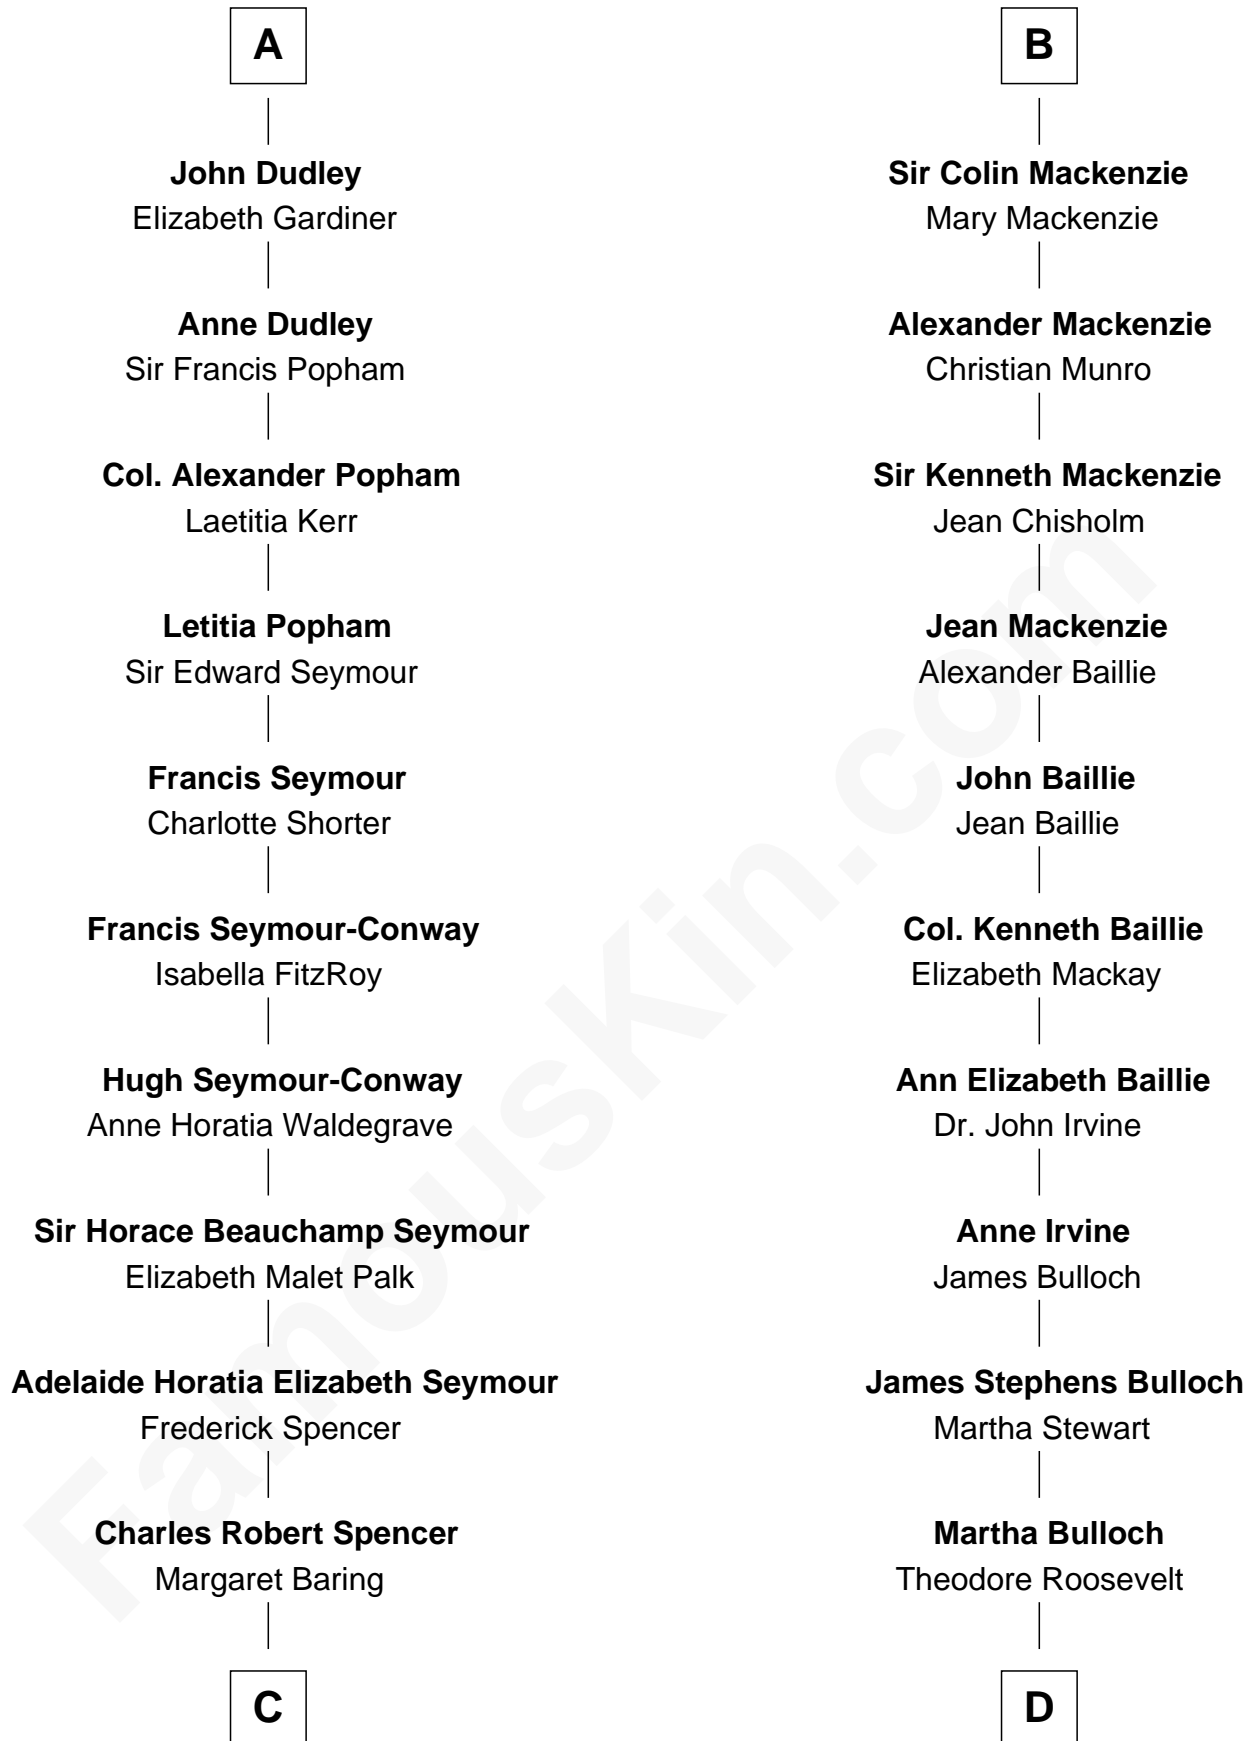 A
John Dudley
Elizabeth Gardiner
Anne Dudley
Sir Francis Popham
Col. Alexander Popham
Laetitia Kerr
Letitia Popham
Sir Edward Seymour
Francis Seymour
Charlotte Shorter
Francis Seymour-Conway
Isabella FitzRoy
Hugh Seymour-Conway
Anne Horatia Waldegrave
Sir Horace Beauchamp Seymour
Elizabeth Malet Palk
Adelaide Horatia Elizabeth Seymour
Frederick Spencer
Charles Robert Spencer
Margaret Baring
C
B
Sir Colin Mackenzie
Mary Mackenzie
Alexander Mackenzie
Christian Munro
Sir Kenneth Mackenzie
Jean Chisholm
Jean Mackenzie
Alexander Baillie
John Baillie
Jean Baillie
Col. Kenneth Baillie
Elizabeth Mackay
Ann Elizabeth Baillie
Dr. John Irvine
Anne Irvine
James Bulloch
James Stephens Bulloch
Martha Stewart
Martha Bulloch
Theodore Roosevelt
D
FamousKin.com